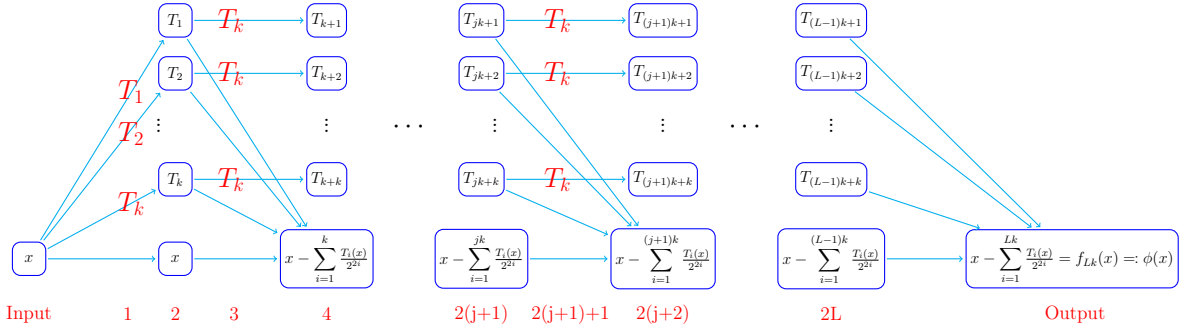 T_1 T_k T_{k+1} T_{jk+1} T_k T_{(j+1)k+1} T_{(L-1)k+1}
T_2 T_k T_{k+2} T_{jk+2} T_k T_{(j+1)k+2} T_{(L-1)k+2}
T_1
T_2 ⋮ ⋮ ⋯ ⋮ ⋮ ⋯ ⋮
T_k T_k T_{k+k} T_{jk+k} T_k T_{(j+1)k+k} T_{(L-1)k+k}
T_k
x x x - \sum_{i=1}^{k} \frac{T_i(x)}{2^{2i}} x - \sum_{i=1}^{jk} \frac{T_i(x)}{2^{2i}} x - \sum_{i=1}^{(j+1)k} \frac{T_i(x)}{2^{2i}} x - \sum_{i=1}^{(L-1)k} \frac{T_i(x)}{2^{2i}} x - \sum_{i=1}^{Lk} \frac{T_i(x)}{2^{2i}} = f_{Lk}(x) =: ϕ(x)
Input 1 2 3 4 2(j+1) 2(j+1)+1 2(j+2) 2L Output